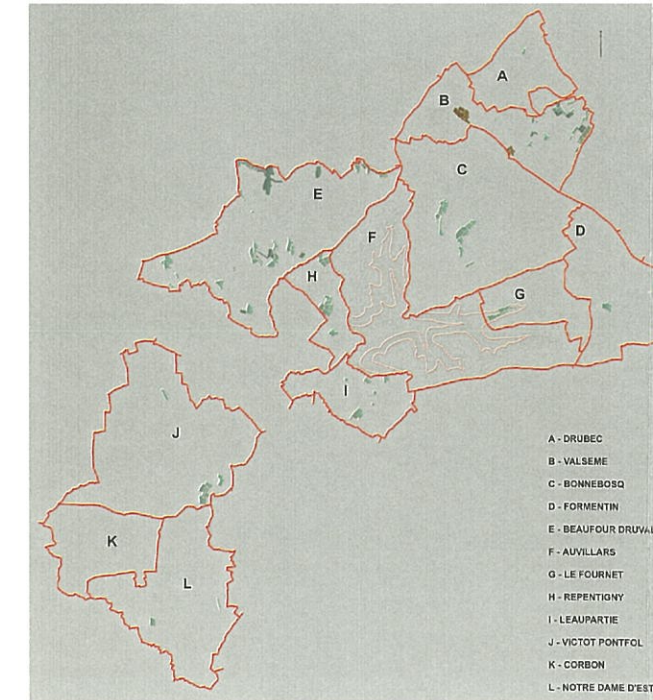 A
B
C
E
D
F
H
G
I
J
K
L
A - DRUBEC
B - VALSEME
C - BONNEBOSQ
D - FORMENTIN
E - BEAUFOUR DRUVAL
F - AUVILLARS
G - LE FOURNET
H - REPENTIGNY
I - LEAUPARTIE
J - VICTOT PONTFOL
K - CORBON
L - NOTRE DAME D'EST